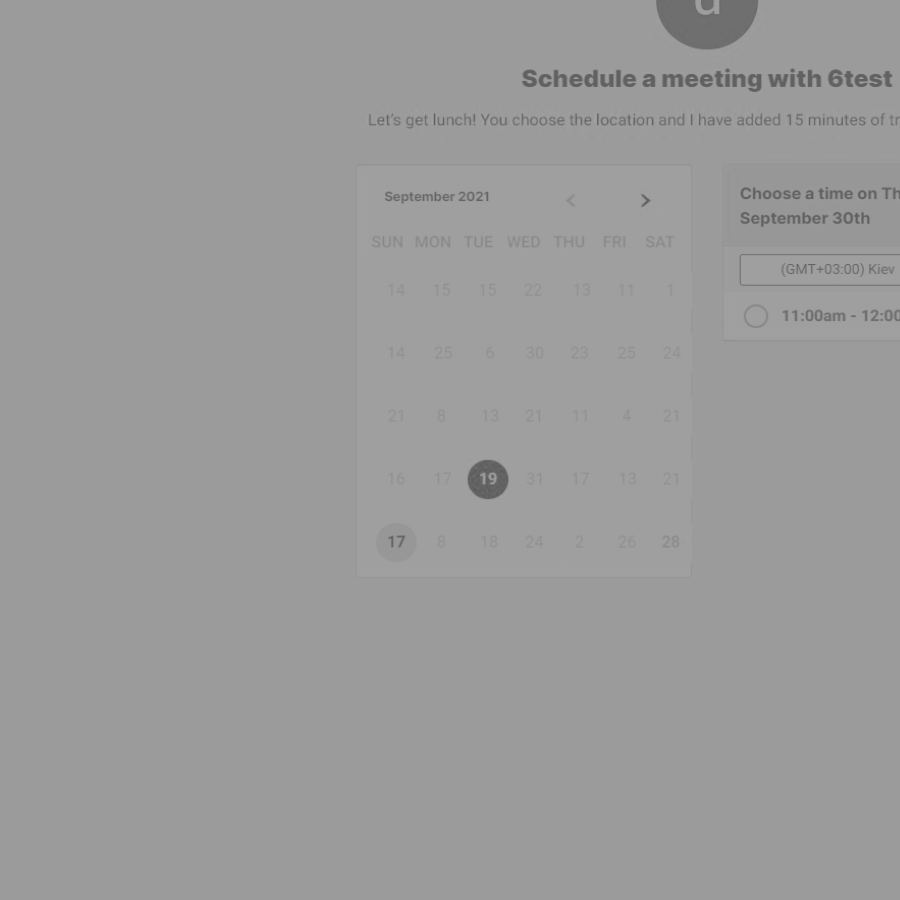 d
Schedule a meeting with 6test
Let's get lunch! You choose the location and I have added 15 minutes of
September 2021
SUN MON TUE WED THU FRI SAT
14 15 15 22 13 11 1
14 25 6 30 23 25 24
21 8 13 21 11 4 21
16 17 19 31 17 13 21
17 8 18 24 2 26 28
Choose a time on
September 30th
(GMT+03:00) Kiev
11:00am - 12:00